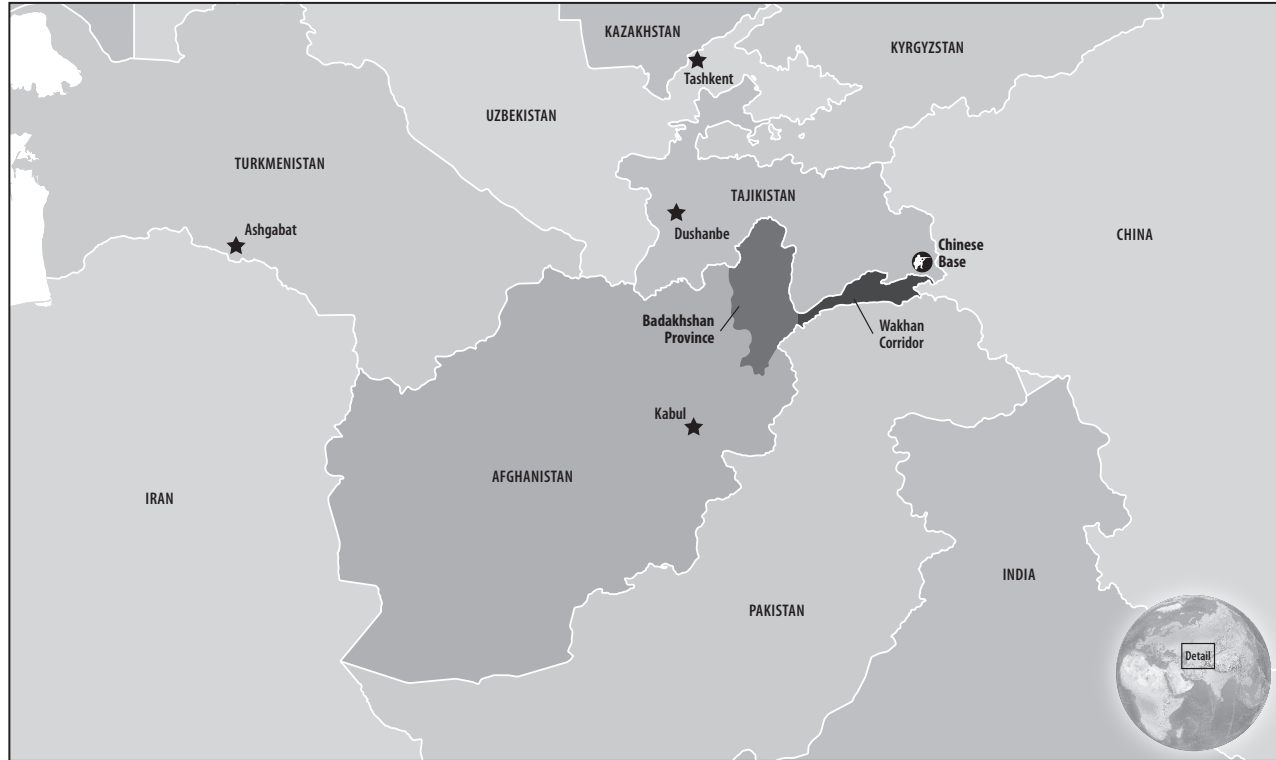 KAZAKHSTAN
KYRGYZSTAN
Tashkent
UZBEKISTAN
TURKMENISTAN
TAJIKISTAN
Ashgabat
Dushanbe
CHINA
Chinese
Base
Badakhshan
Province
Wakhan
Corridor
Kabul
AFGHANISTAN
IRAN
INDIA
PAKISTAN
Detail